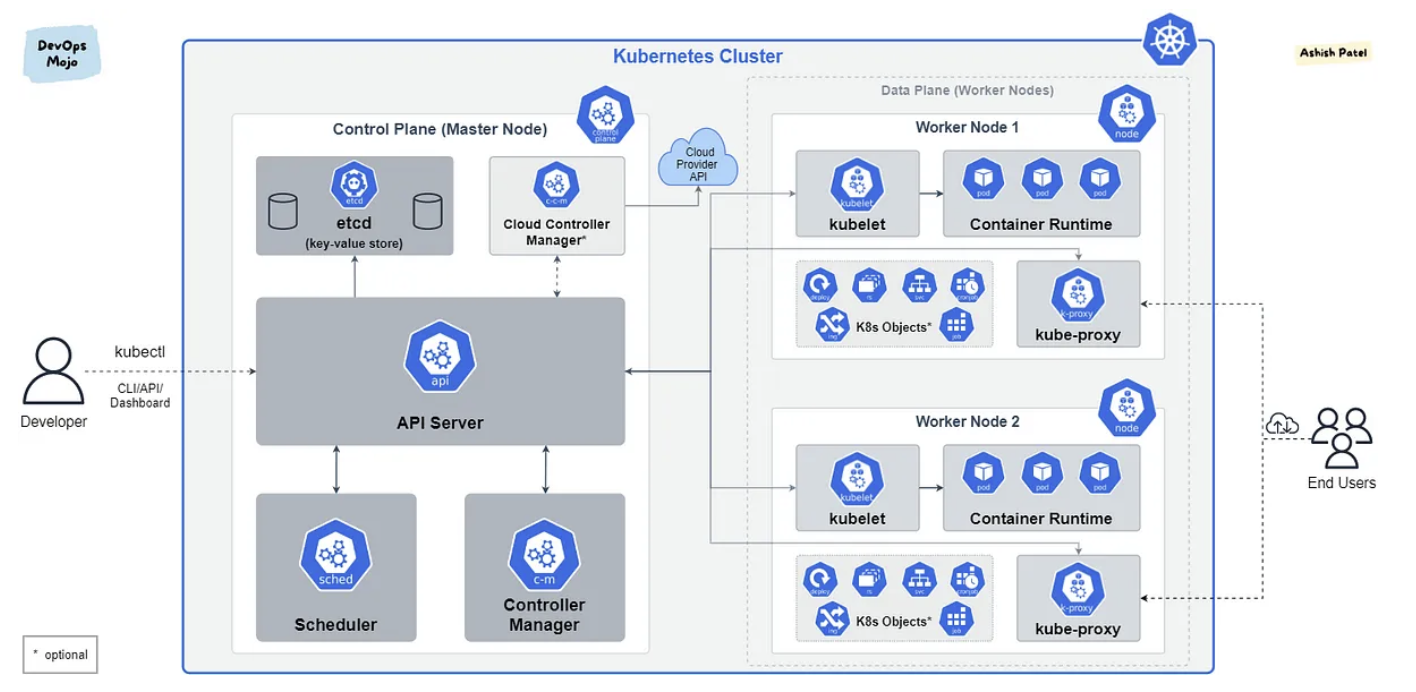 DevOps
Mojo
Ashish Patel
Kubernetes Cluster
Control Plane (Master Node)
control
plane
etcd
etcd
(key-value store)
c-c-m
Cloud Controller
Manager*
Cloud
Provider
API
api
API Server
sched
Scheduler
c-m
Controller
Manager
Developer
kubectl
CLI/API/
Dashboard
Data Plane (Worker Nodes)
Worker Node 1
node
kubelet
kubelet
pod
pod
pod
Container Runtime
deploy
rs
svc
cronjob
ing
K8s Objects*
job
k-proxy
kube-proxy
Worker Node 2
node
kubelet
kubelet
pod
pod
pod
Container Runtime
deploy
rs
svc
cronjob
ing
K8s Objects*
job
k-proxy
kube-proxy
End Users
* optional